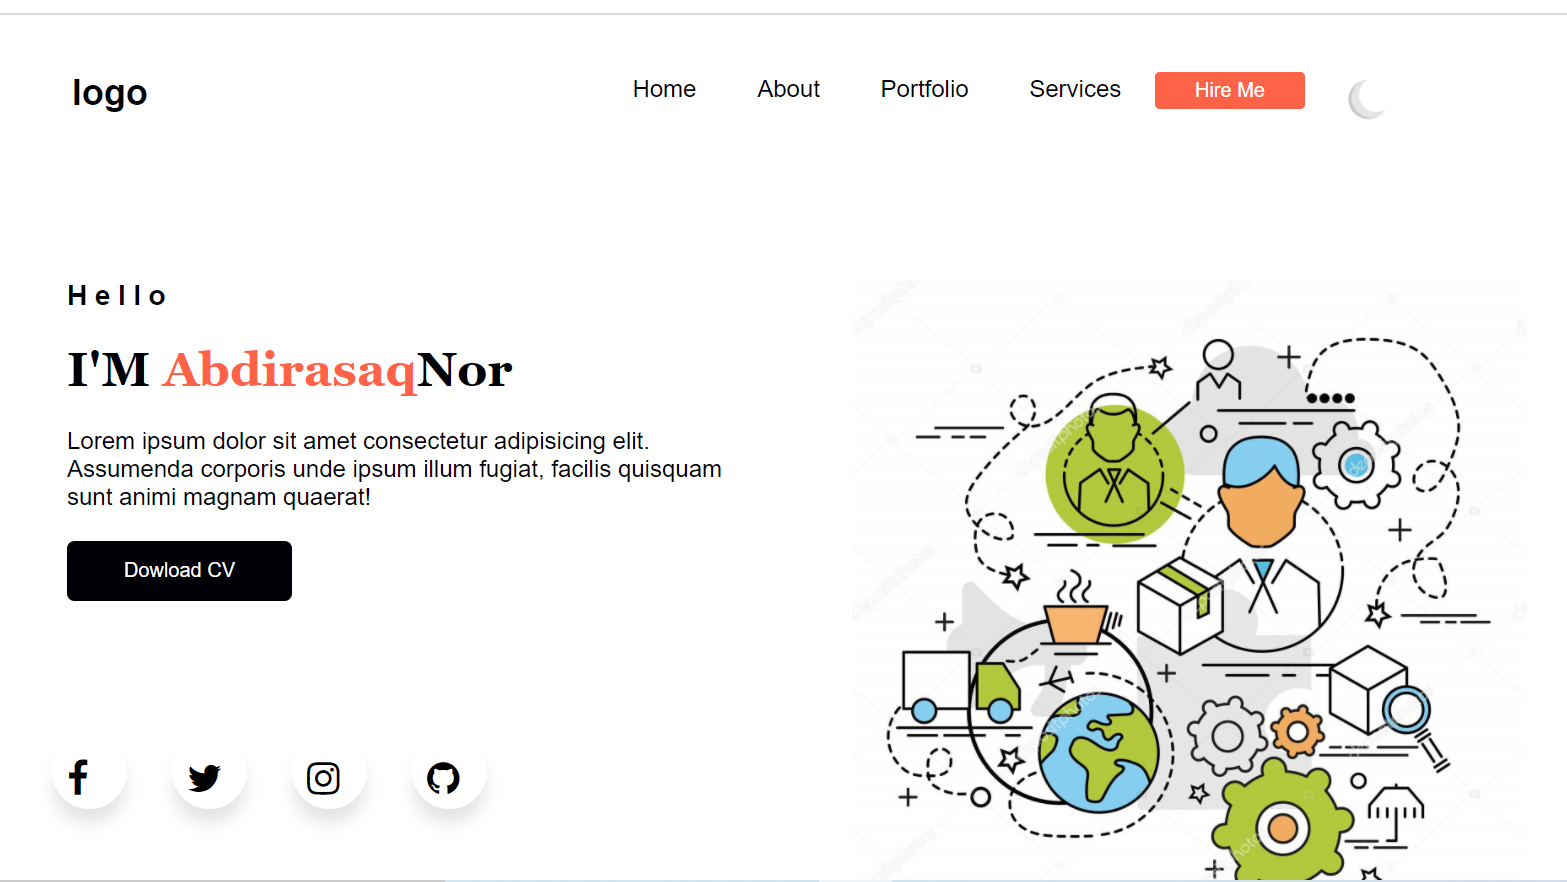 logo
Home About Portfolio Services Hire Me
Hello
I'M AbdirasaqNor
Lorem ipsum dolor sit amet consectetur adipisicing elit.
Assumenda corporis unde ipsum illum fugiat, facilis quisquam
sunt animi magnam quaerat!
Dowload CV